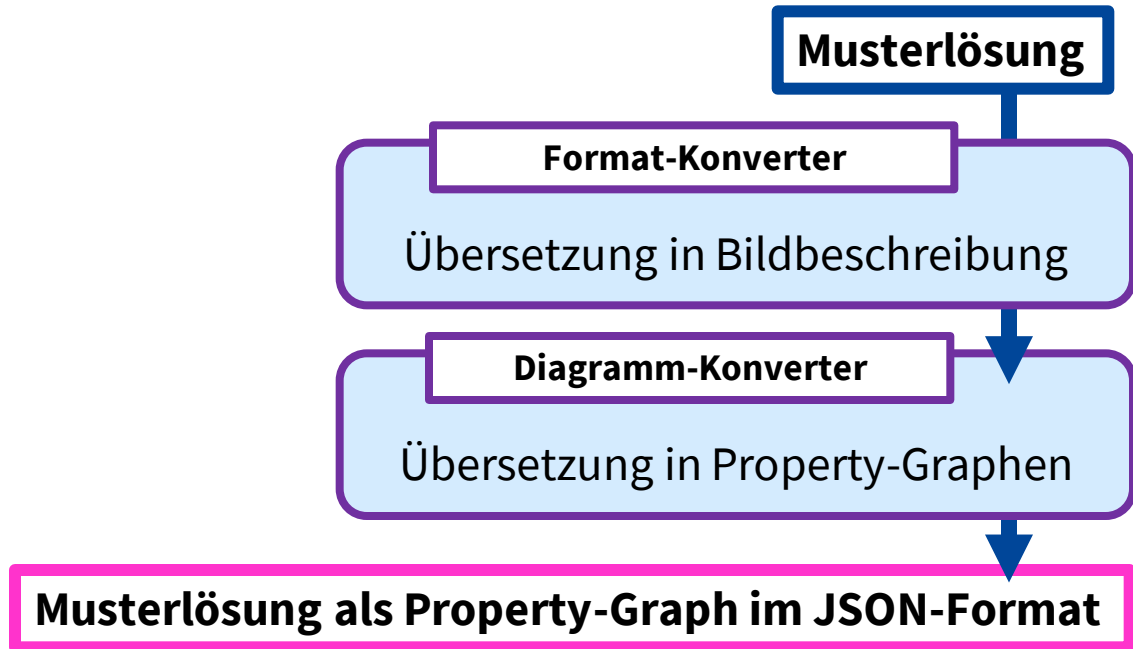 Musterlösung
Format-Konverter
Übersetzung in Bildbeschreibung
Diagramm-Konverter
Übersetzung in Property-Graphen
Musterlösung als Property-Graph im JSON-Format